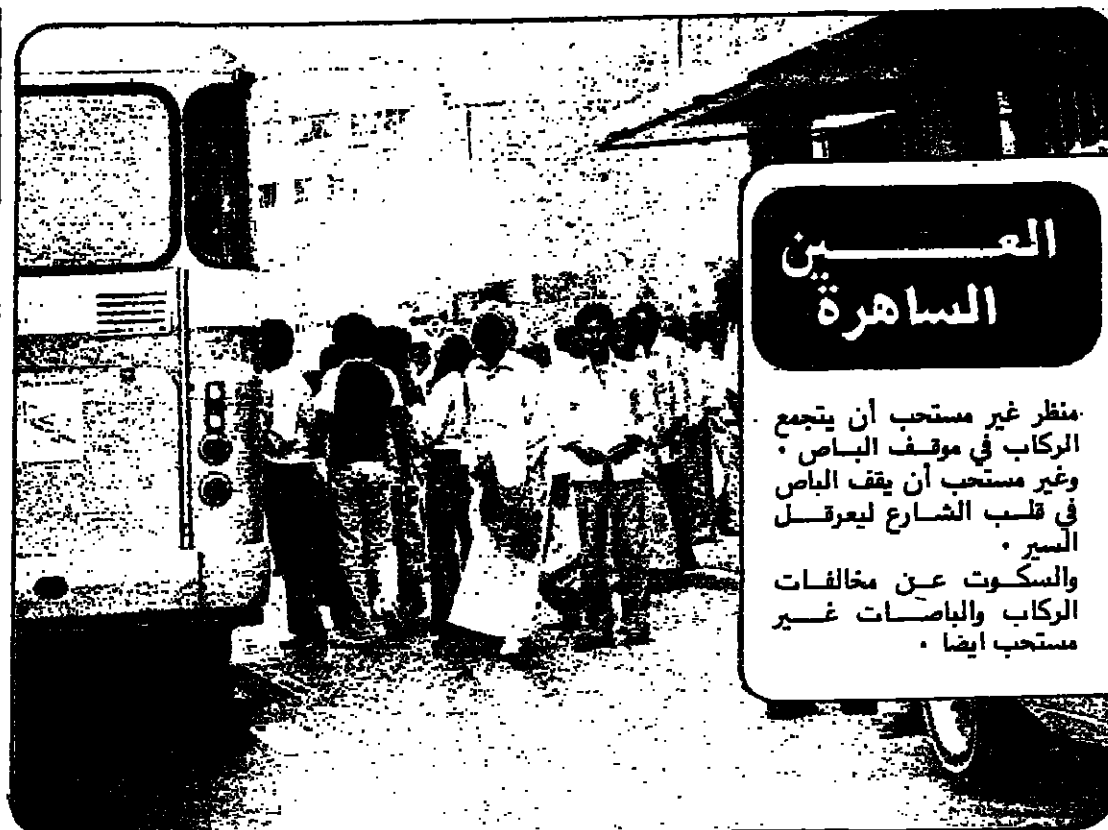 العـــــين
الساهرة
منظر غير مستحب أن يتجمع
الركاب في موقف الباص .
وغير مستحب أن يقف الباص
في قلب الشارع ليعرقل
السير .
والسكوت عن مخالفات
الركاب والباصات غير
مستحب ايضا .